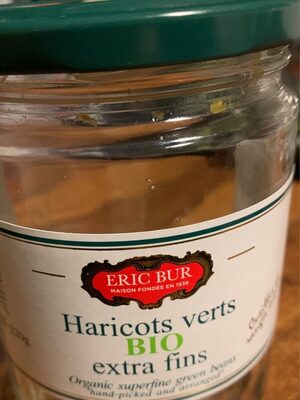 ERIC BUR
MAISON FONDÉE EN 1938
Haricots verts
BIO
extra fins
Organic superfine green beans
hand-picked and arranged
220g